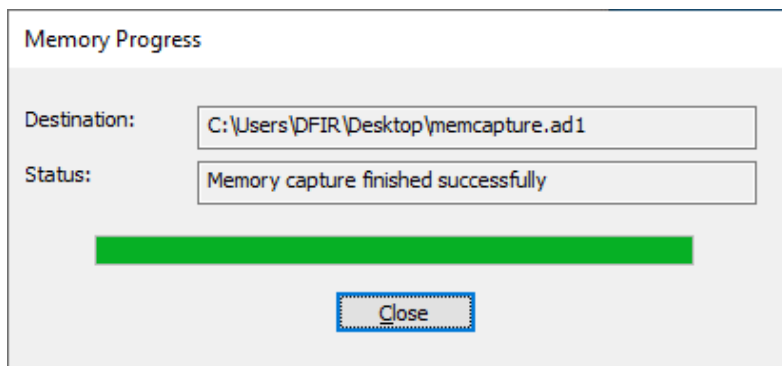 Memory Progress
Destination:
C:\Users\DFIR\Desktop\memcapture.ad1
Status:
Memory capture finished successfully
Close